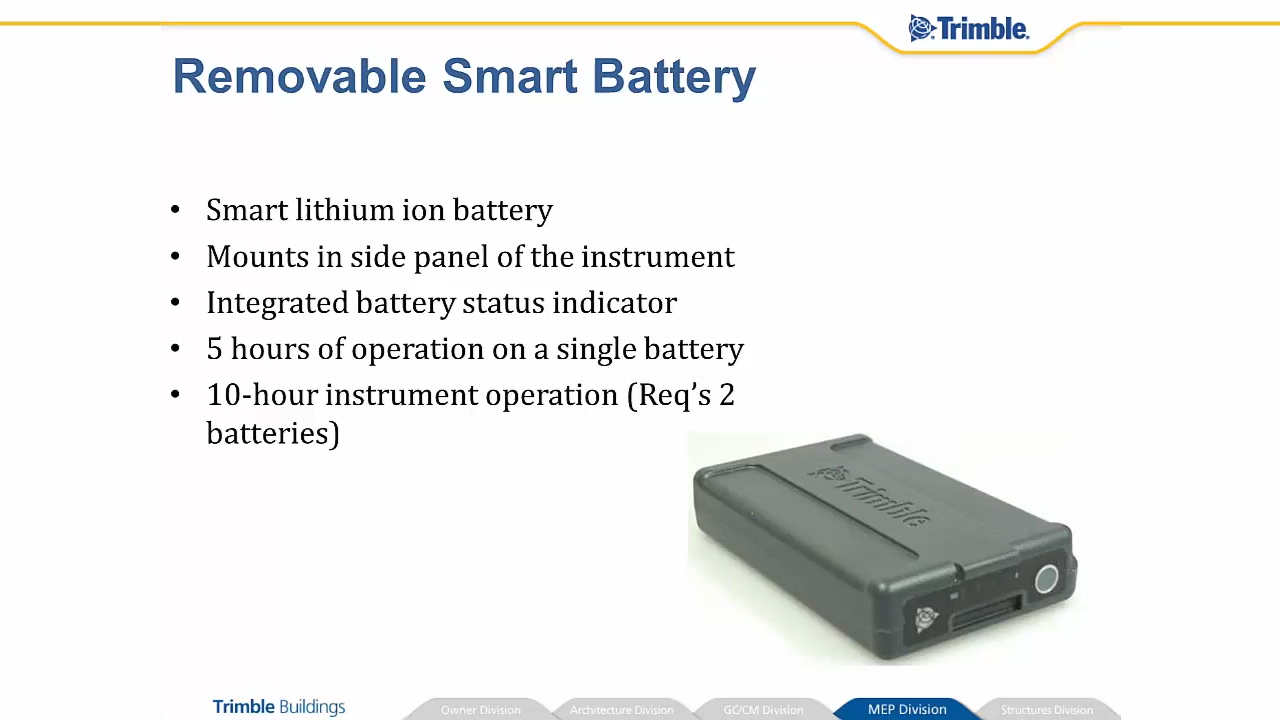 Trimble.
Removable Smart Battery
• Smart lithium ion battery
• Mounts in side panel of the instrument
• Integrated battery status indicator
• 5 hours of operation on a single battery
• 10-hour instrument operation (Req’s 2
batteries)
Trimble
Trimble Buildings
Owner Division
Architecture Division
GC/CM Division
MEP Division
Structures Division